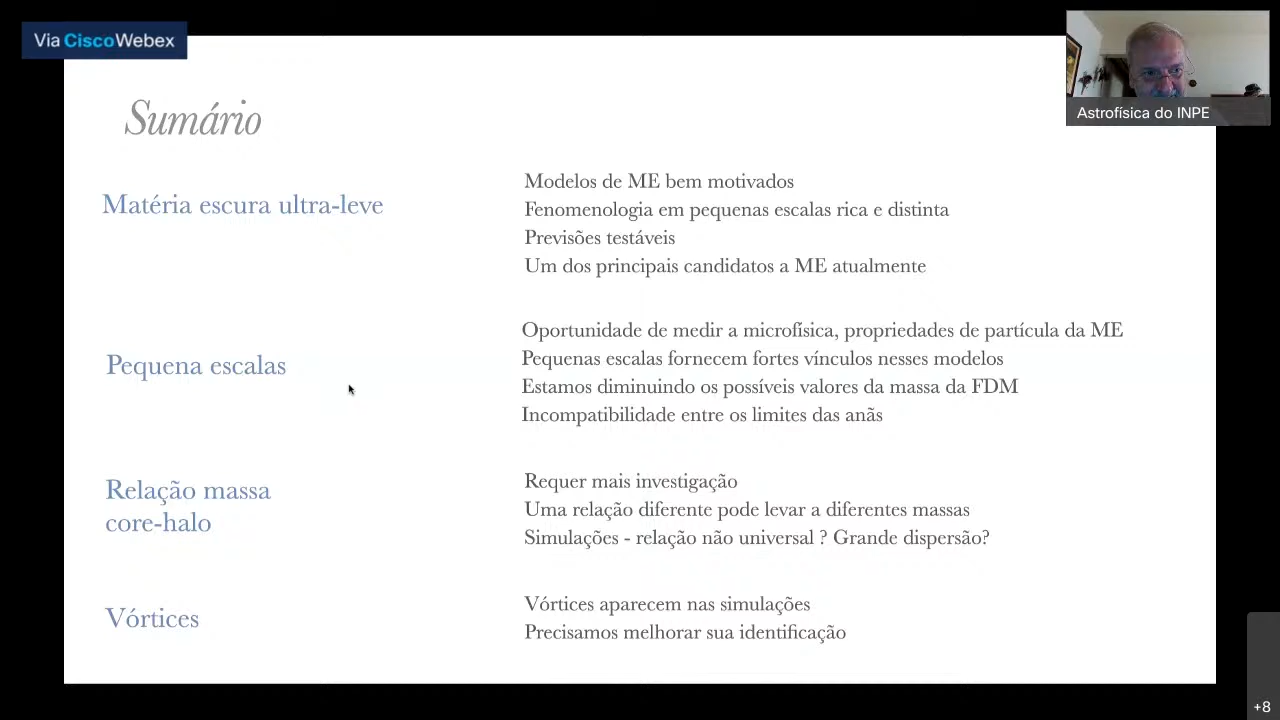 Via CiscoWebex
Astrofísica do INPE
Sumário
Matéria escura ultra-leve
Modelos de ME bem motivados
Fenomenologia em pequenas escalas rica e distinta
Previsões testáveis
Um dos principais candidatos a ME atualmente
Pequena escalas
Oportunidade de medir a microfísica, propriedades de partícula da ME
Pequenas escalas fornecem fortes vínculos nesses modelos
Estamos diminuindo os possíveis valores da massa da FDM
Incompatibilidade entre os limites das anãs
Relação massa
core-halo
Requer mais investigação
Uma relação diferente pode levar a diferentes massas
Simulações - relação não universal ? Grande dispersão?
Vórtices
Vórtices aparecem nas simulações
Precisamos melhorar sua identificação
+8